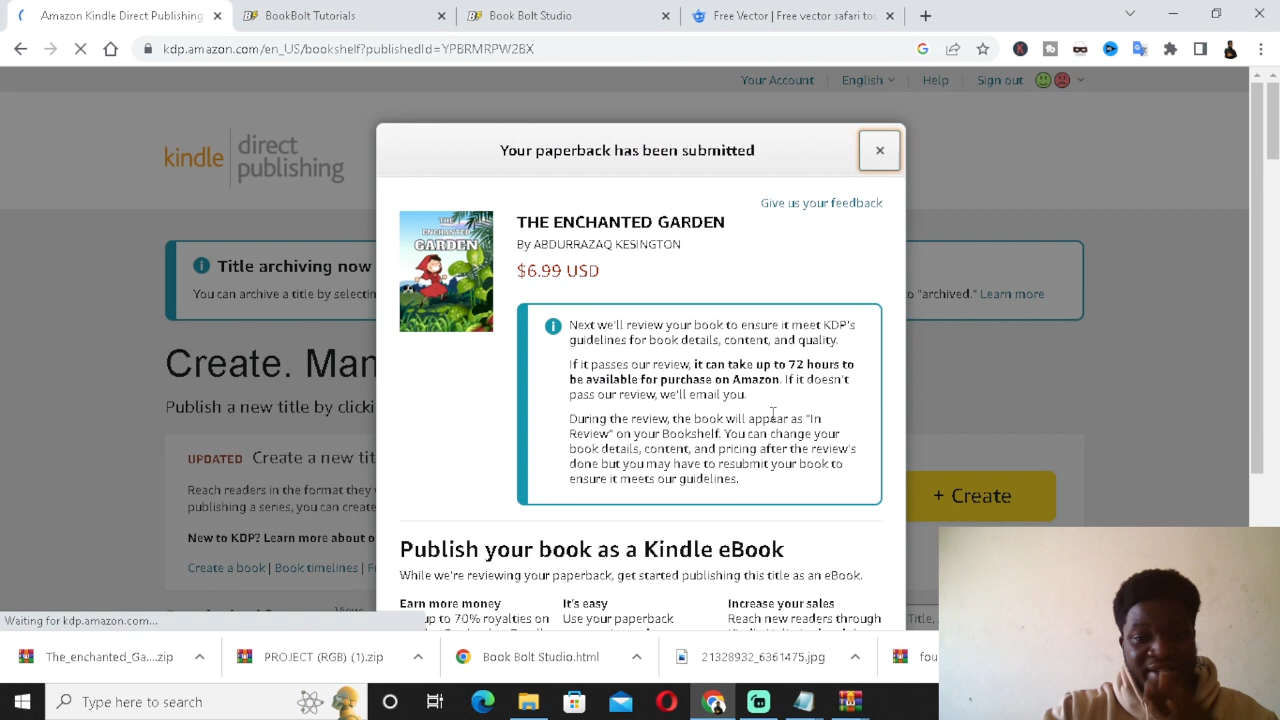 Amazon Kindle Direct Publishing
BookBolt Tutorials
Book Bolt Studio
Free Vector | Free vector safari to
kdp.amazon.com/en_US/bookshelf?publishedId=YPBRMRPW2BX
Your Account
English
Help
Sign out
kindle
direct
publishing
Your paperback has been submitted
Give us your feedback
THE ENCHANTED GARDEN
By ABDURRAZAQ KESINGTON
$6.99 USD
THE
ENCHANTED
GARDEN
Title archiving now
You can archive a title by selectin
o "archived." Learn more
Next we'll review your book to ensure it meet KDP's
guidelines for book details, content, and quality.
If it passes our review, it can take up to 72 hours to
be available for purchase on Amazon. If it doesn't
pass our review, we'll email you.
During the review, the book will appear as "In
Review" on your Bookshelf. You can change your
book details, content, and pricing after the review's
done but you may have to resubmit your book to
ensure it meets our guidelines.
Create. Man
Publish a new title by clicki
UPDATED Create a new tit
Reach readers in the format they v
publishing a series, you can create
New to KDP? Learn more about o
Create a book | Book timelines | F
+ Create
Publish your book as a Kindle eBook
While we're reviewing your paperback, get started publishing this title as an eBook.
Earn more money
up to 70% royalties on
It's easy
Use your paperback
Increase your sales
Reach new readers through
View
Title,
Waiting for kdp.amazon.com...
The_enchanted_Ga....zip
PROJECT (RGB) (1).zip
Book Bolt Studio.html
21328932_6361475.jpg
fou
Type here to search